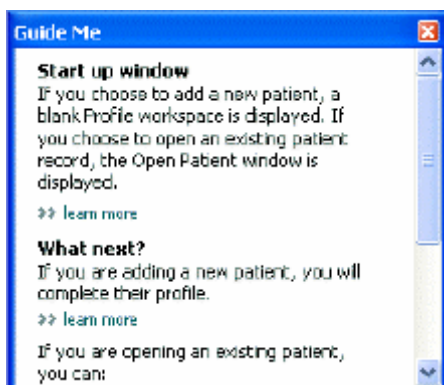 Guide Me
Start up window
If you choose to add a new patient, a
blank Profile workspace is displayed. If
you choose to open an existing patient
record, the Open Patient window is
displayed.
>> learn more
What next?
If you are adding a new patient, you will
complete their profile.
>> learn more
If you are opening an existing patient,
you can: